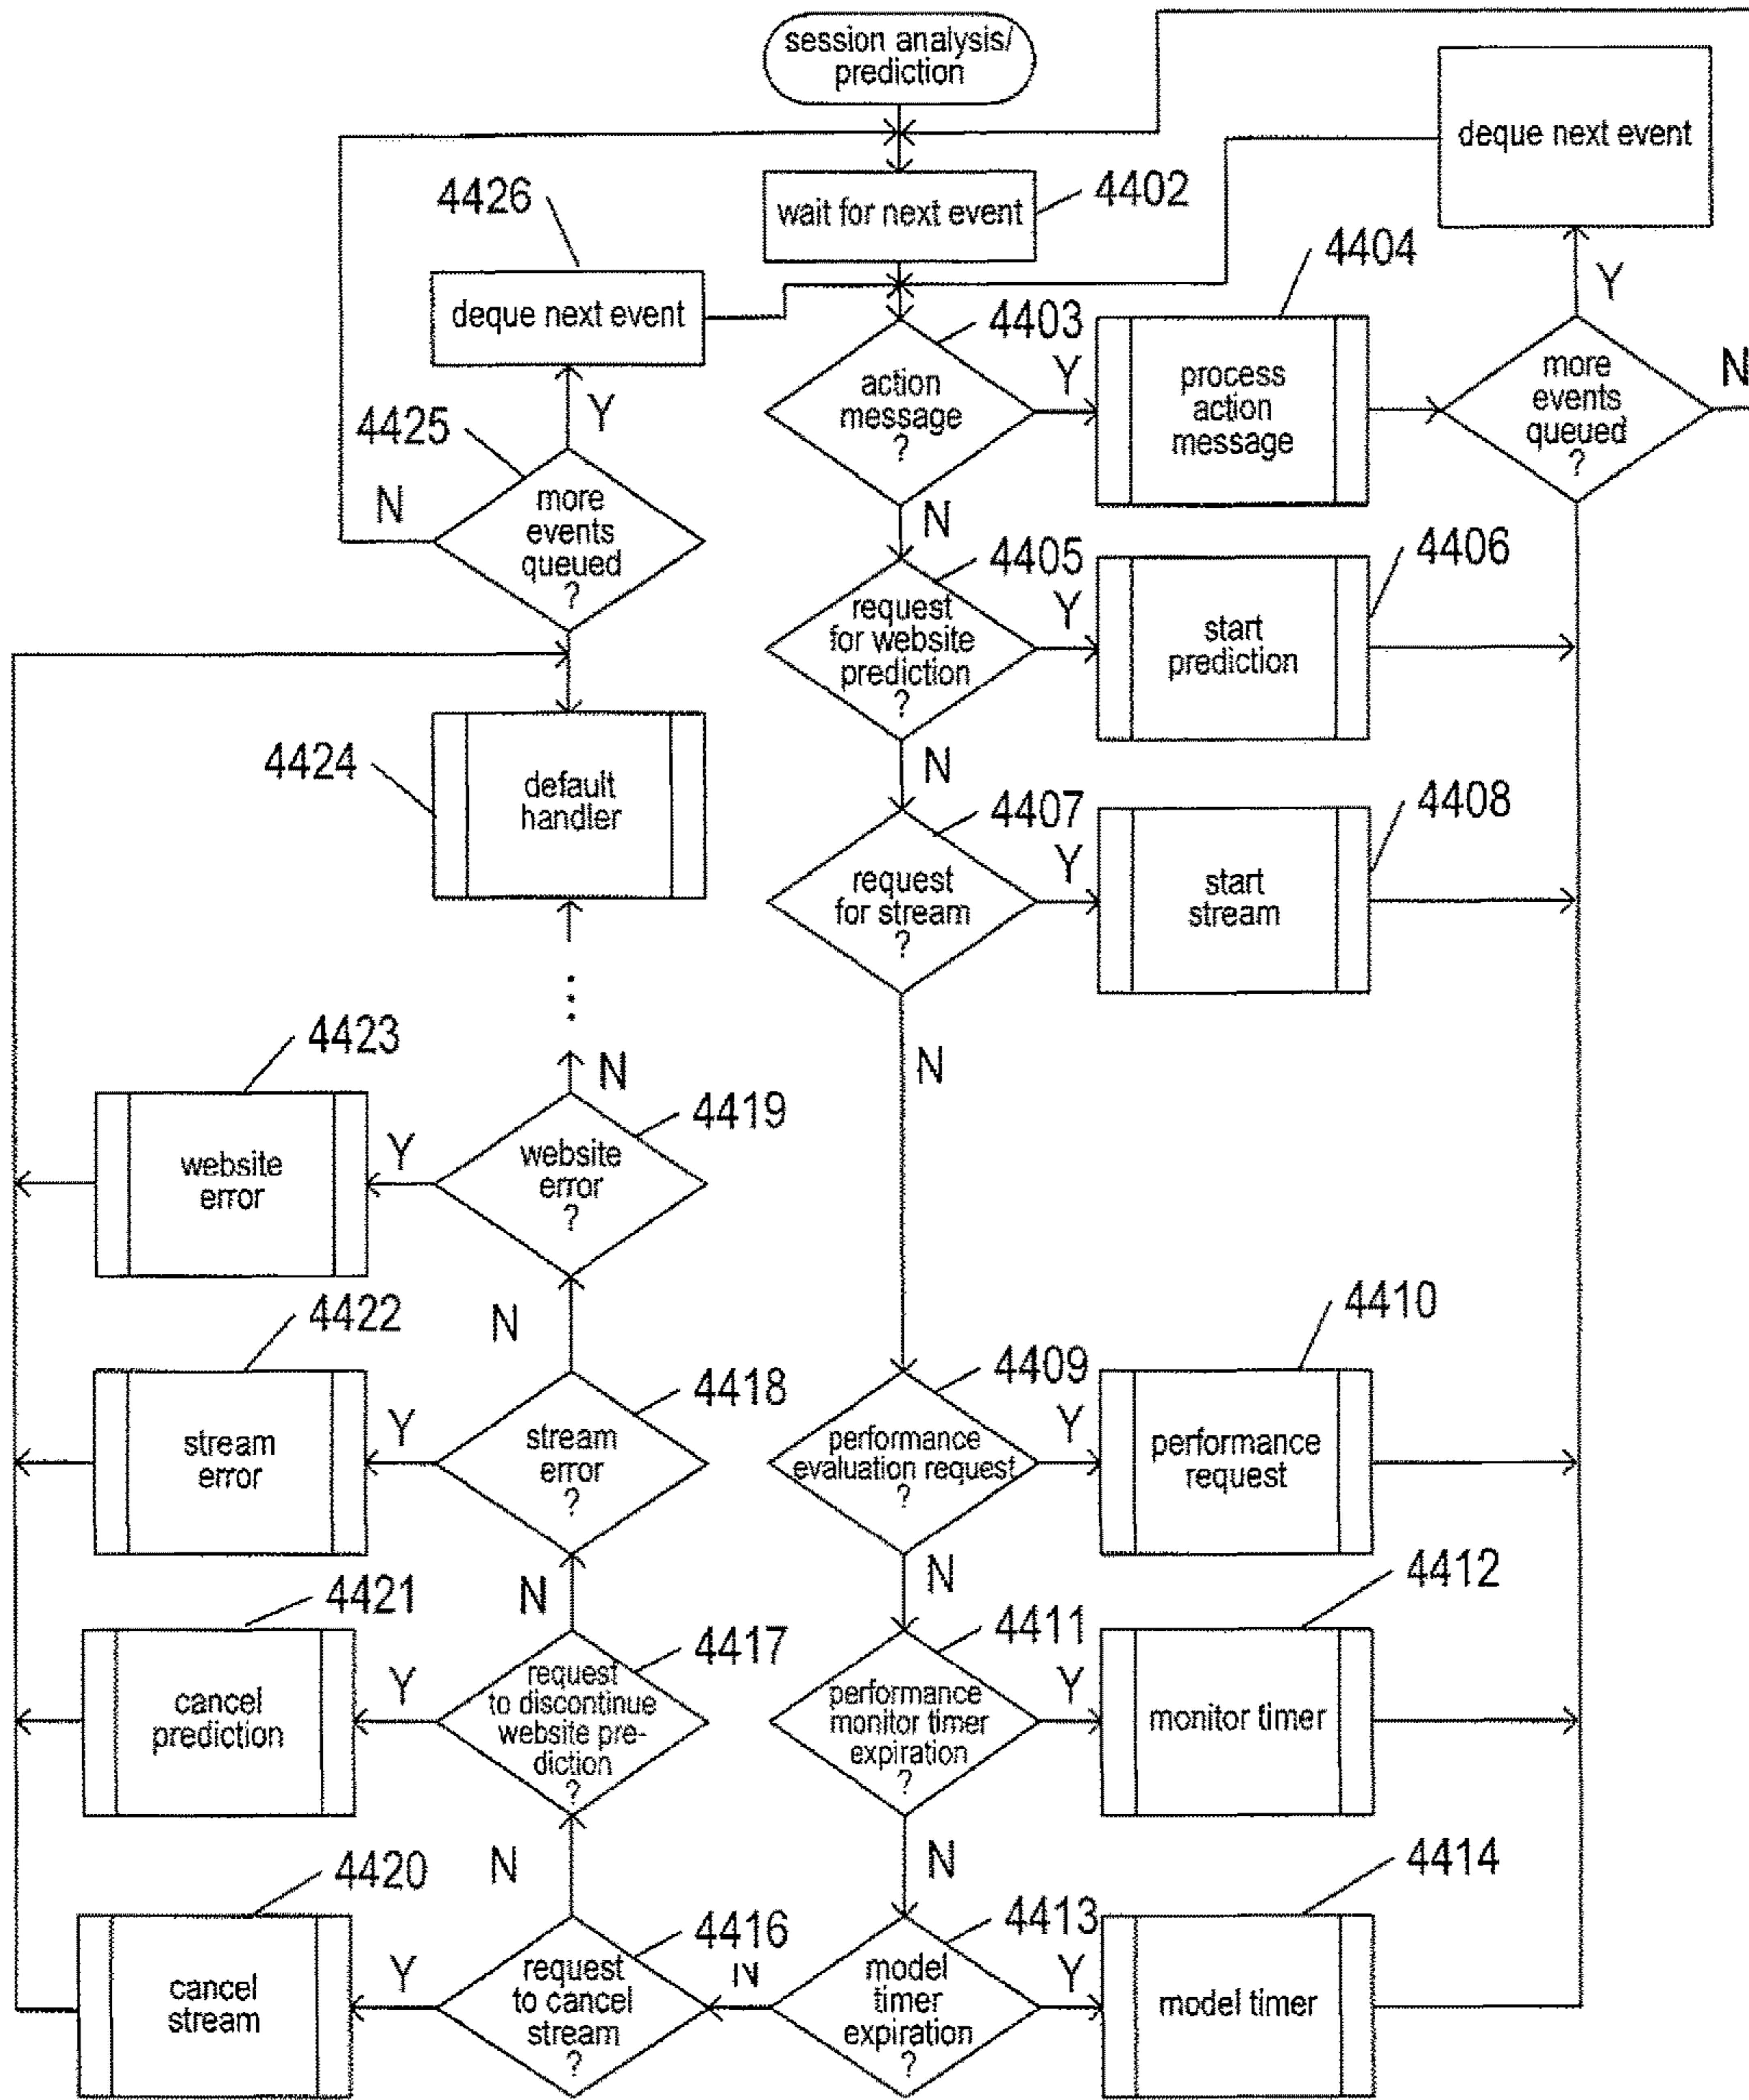 session analysis/
prediction
deque next event
wait for next event
4402
4426
deque next event
4403
4404
Y
action
message
?
Y
process
action
message
more
events
queued
?
N
4425
Y
N
more
events
queued
?
N
4405
4406
request
for website
prediction
?
Y
start
prediction
4424
default
handler
N
4407
4408
request
for stream
?
Y
start
stream
N
4423
N
4419
website
error
Y
website
error
?
4422
N
4418
stream
error
Y
stream
error
?
4409
4410
performance
evaluation request
?
Y
performance
request
4421
N
4417
cancel
prediction
Y
request
to discontinue
website pre-
diction
?
N
4411
4412
performance
monitor timer
expiration
?
Y
monitor timer
4420
N
4416
cancel
stream
Y
request
to cancel
stream
?
N
N
4413
4414
model
timer
expiration
?
Y
model timer